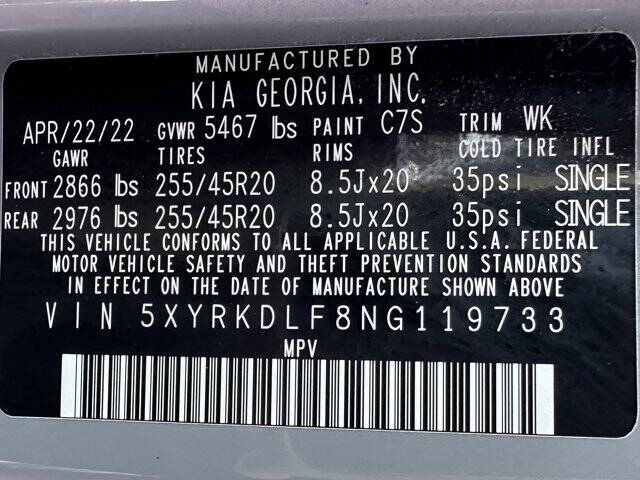 MANUFACTURED BY
KIA GEORGIA, INC.
APR/22/22 GVWR 5467 lbs PAINT C7S TRIM WK
GAWR TIRES RIMS COLD TIRE INFL
FRONT 2866 lbs 255/45R20 8.5Jx20 35psi SINGLE
REAR 2976 lbs 255/45R20 8.5Jx20 35psi SINGLE
THIS VEHICLE CONFORMS TO ALL APPLICABLE U.S.A. FEDERAL
MOTOR VEHICLE SAFETY AND THEFT PREVENTION STANDARDS
IN EFFECT ON THE DATE OF MANUFACTURE SHOWN ABOVE.
VIN 5XYRKDLF8NG119733
MPV